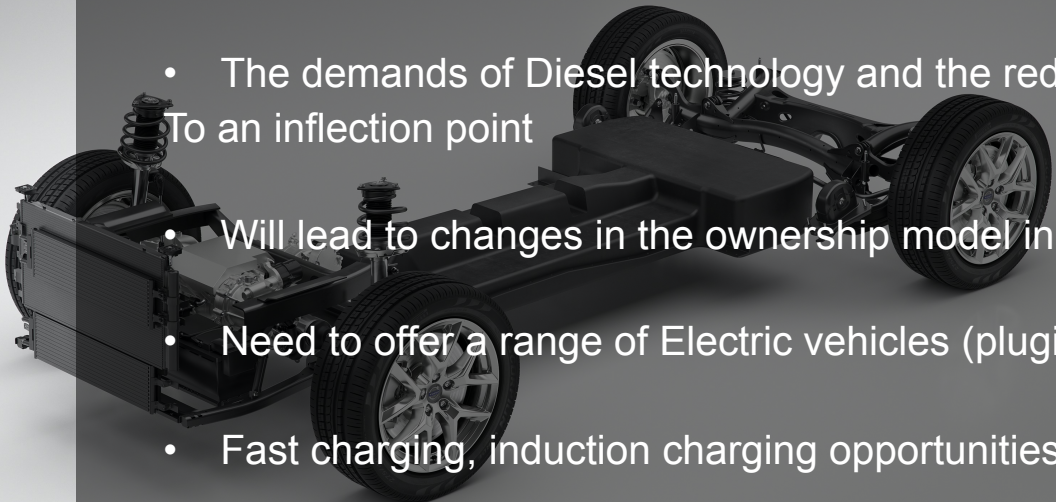 • The demands of Diesel technology and the red
To an inflection point
• Will lead to changes in the ownership model in
• Need to offer a range of Electric vehicles (plugi
• Fast charging, induction charging opportunities